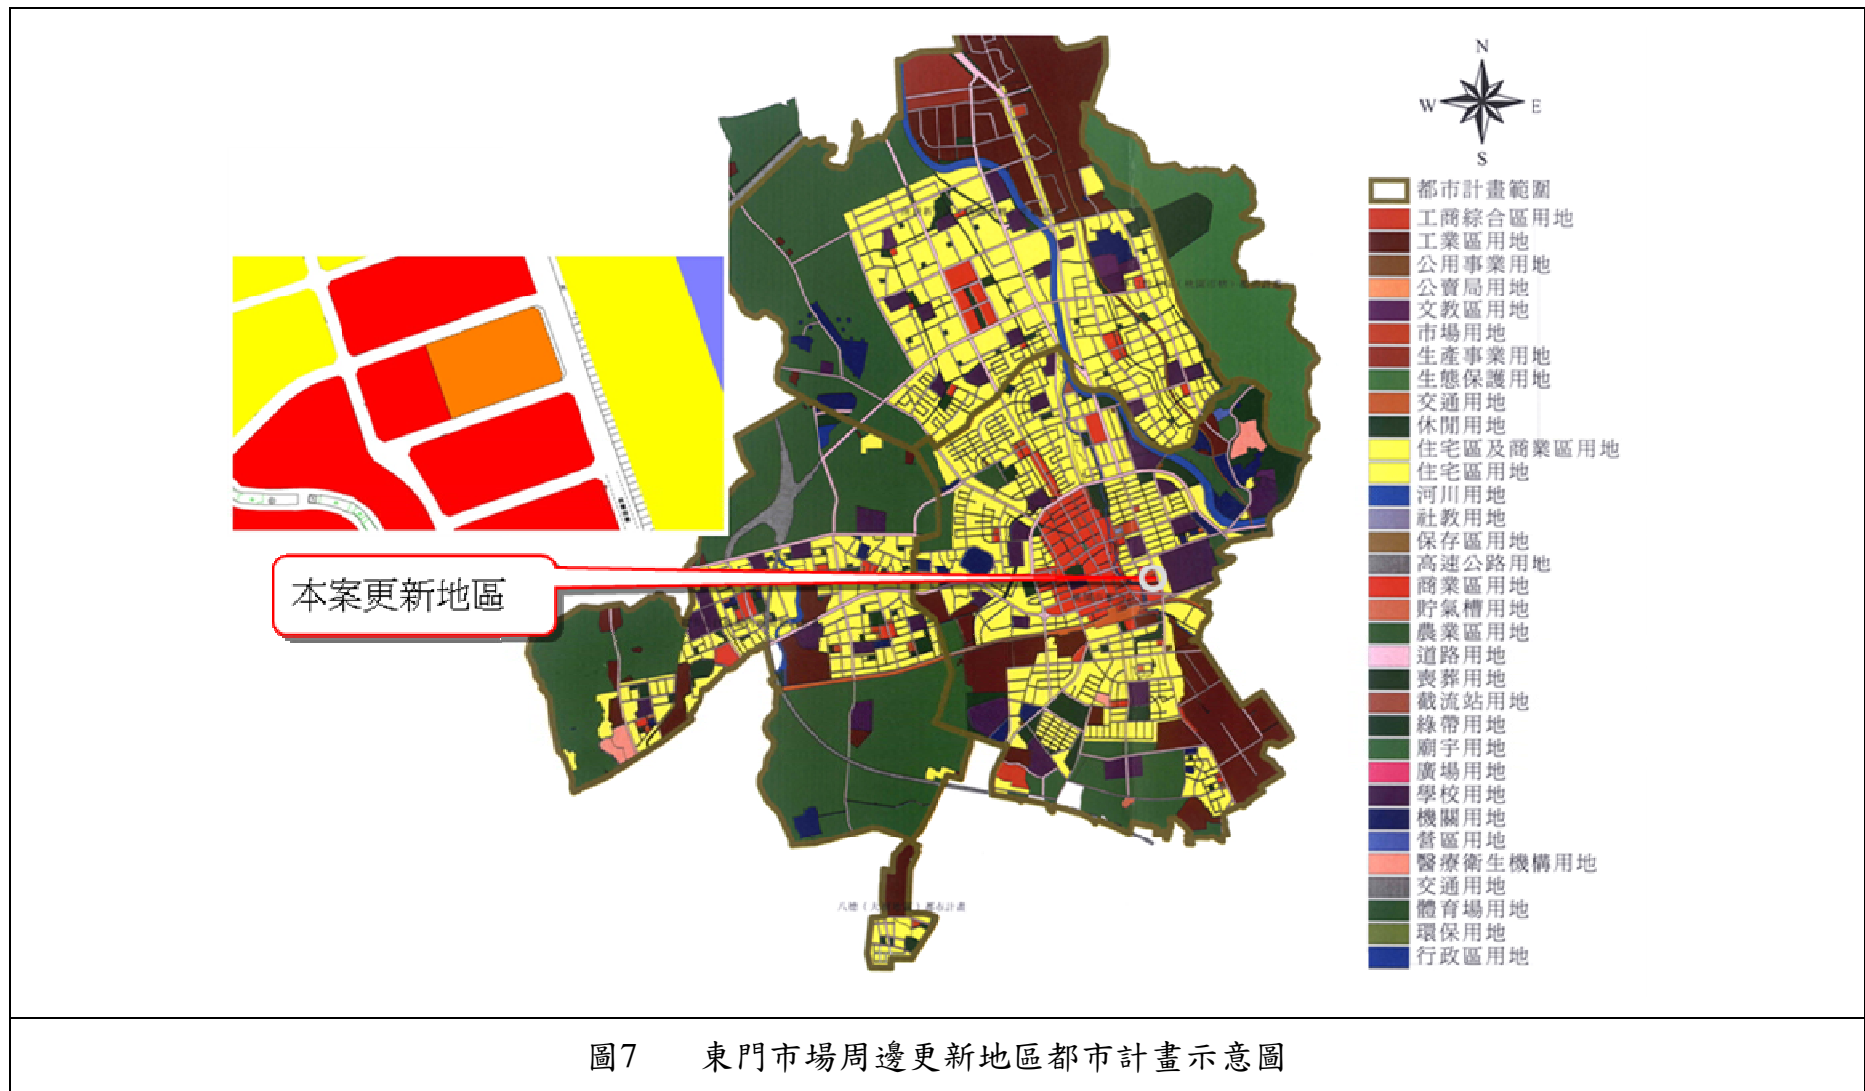 N
W
E
S
都市計畫範圍
工商綜合區用地
工業區用地
公用事業用地
公賣局用地
文教區用地
市場用地
生產事業用地
生態保護用地
交通用地
休閒用地
住宅區及商業區用地
住宅區用地
河川用地
社教用地
保存區用地
高速公路用地
商業區用地
貯氣槽用地
農業區用地
道路用地
喪葬用地
截流站用地
綠帶用地
廟宇用地
廣場用地
學校用地
機關用地
營區用地
醫療衛生機構用地
交通用地
體育場用地
環保用地
行政區用地
本案更新地區
圖7 東門市場周邊更新地區都市計畫示意圖